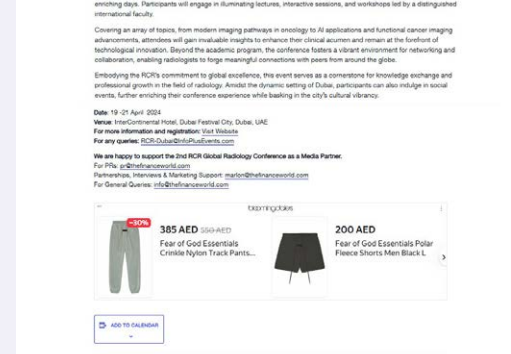 enriching days. Participants will engage in illuminating lectures, interactive sessions, and workshops led by a distinguished
international faculty.
Covering an array of topics, from modern imaging pathways in oncology to AI applications and functional cancer imaging
advancements, attendees will gain invaluable insights to enhance their clinical acumen and remain at the forefront of
technological innovation. Beyond the academic program, the conference fosters a vibrant environment for networking and
collaboration, enabling radiologists to forge meaningful connections with peers from around the globe.
Embodying the RCR's commitment to global excellence, this event serves as a cornerstone for knowledge exchange and
professional growth in the field of radiology. Amidst the dynamic setting of Dubai, participants can also indulge in social
events, further enriching their conference experience while basking in the city's cultural vibrancy.
Date: 19 -21 April 2024
Venue: InterContinental Hotel, Dubai Festival City, Dubai, UAE
For more information and registration: Visit Website
For any queries: RCR-Dubai@InfoPlusEvents.com
We are happy to support the 2nd RCR Global Radiology Conference as a Media Partner.
For PRs: pr@thefinanceworld.com
Partnerships, Interviews & Marketing Support: marlon@thefinanceworld.com
For General Queries: info@thefinanceworld.com
bloomingdales
-30%
385 AED 550 AED
Fear of God Essentials
Crinkle Nylon Track Pants...
200 AED
Fear of God Essentials Polar
Fleece Shorts Men Black L
ADD TO CALENDAR